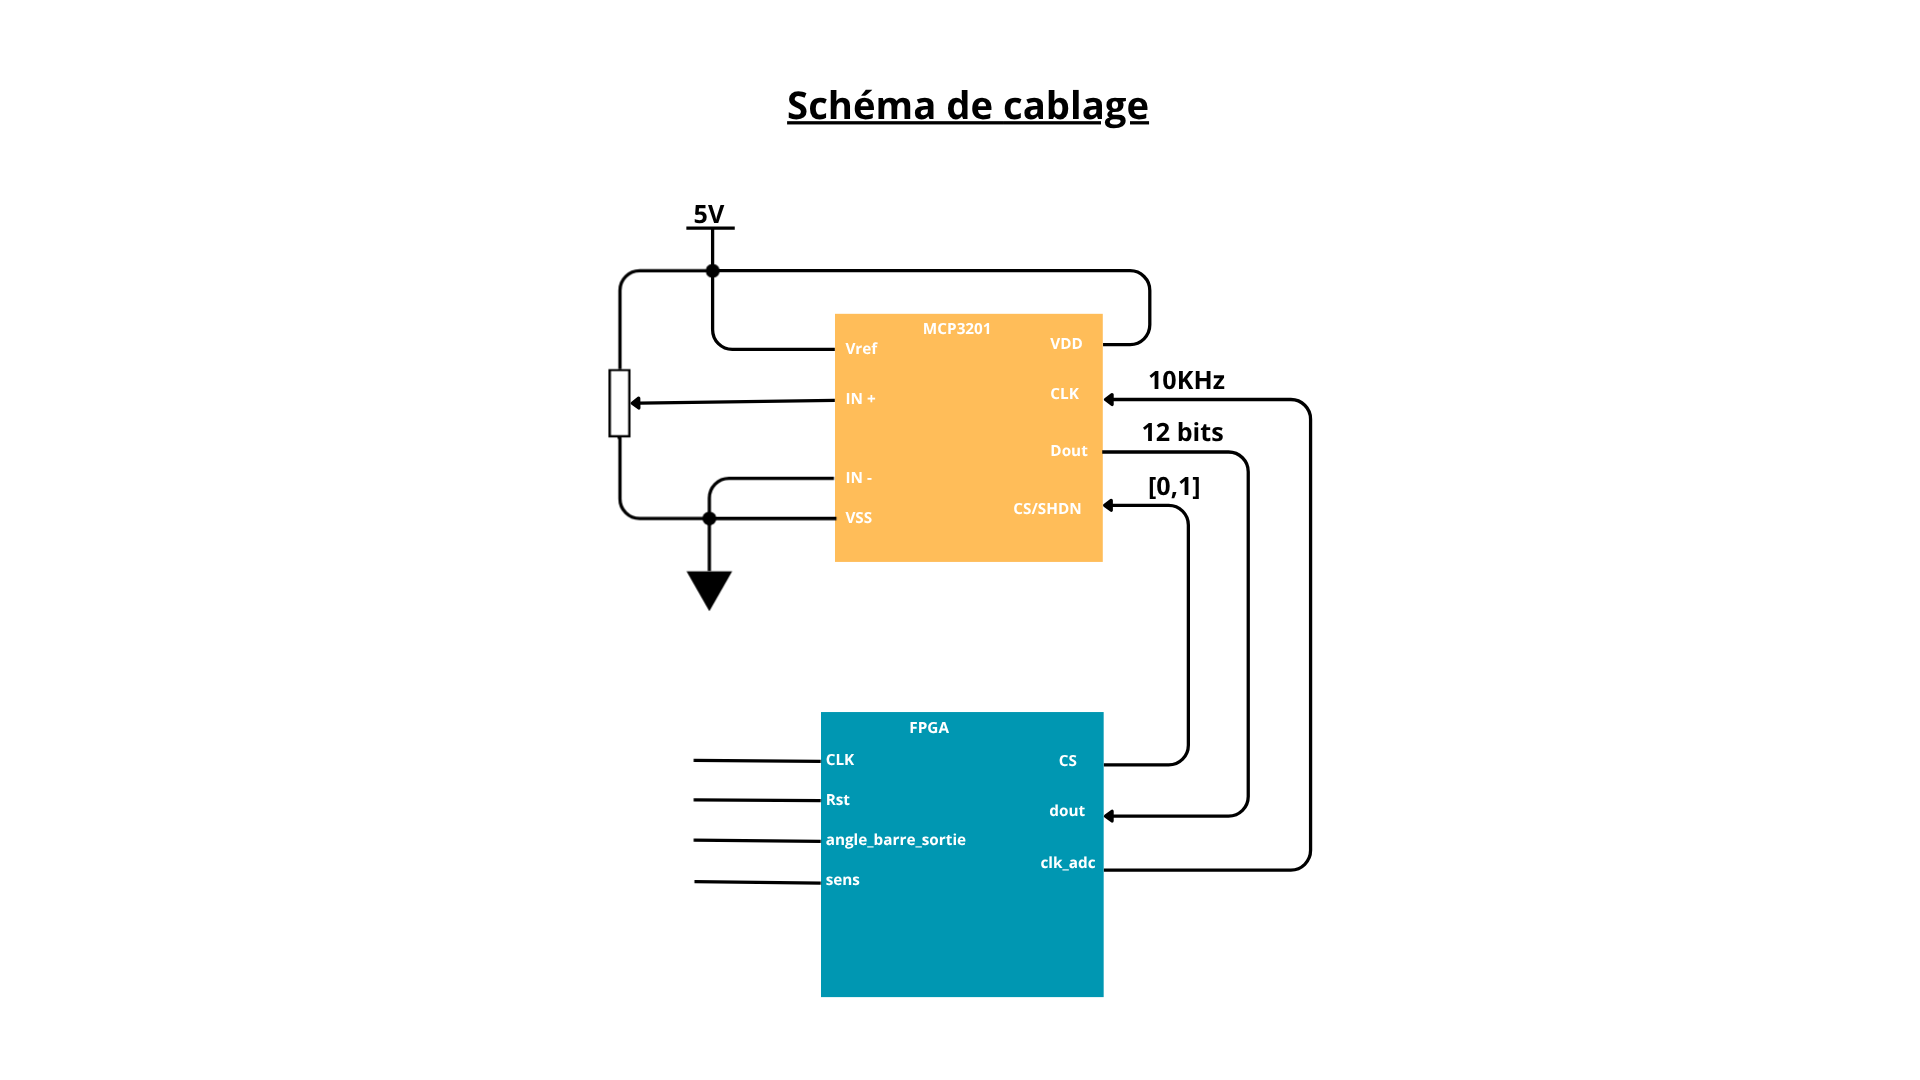 Schéma de cablage
5V
MCP3201
Vref
VDD
10KHz
IN +
CLK
12 bits
Dout
IN -
[0,1]
VSS
CS/SHDN
FPGA
CLK
CS
Rst
dout
angle_barre_sortie
clk_adc
sens